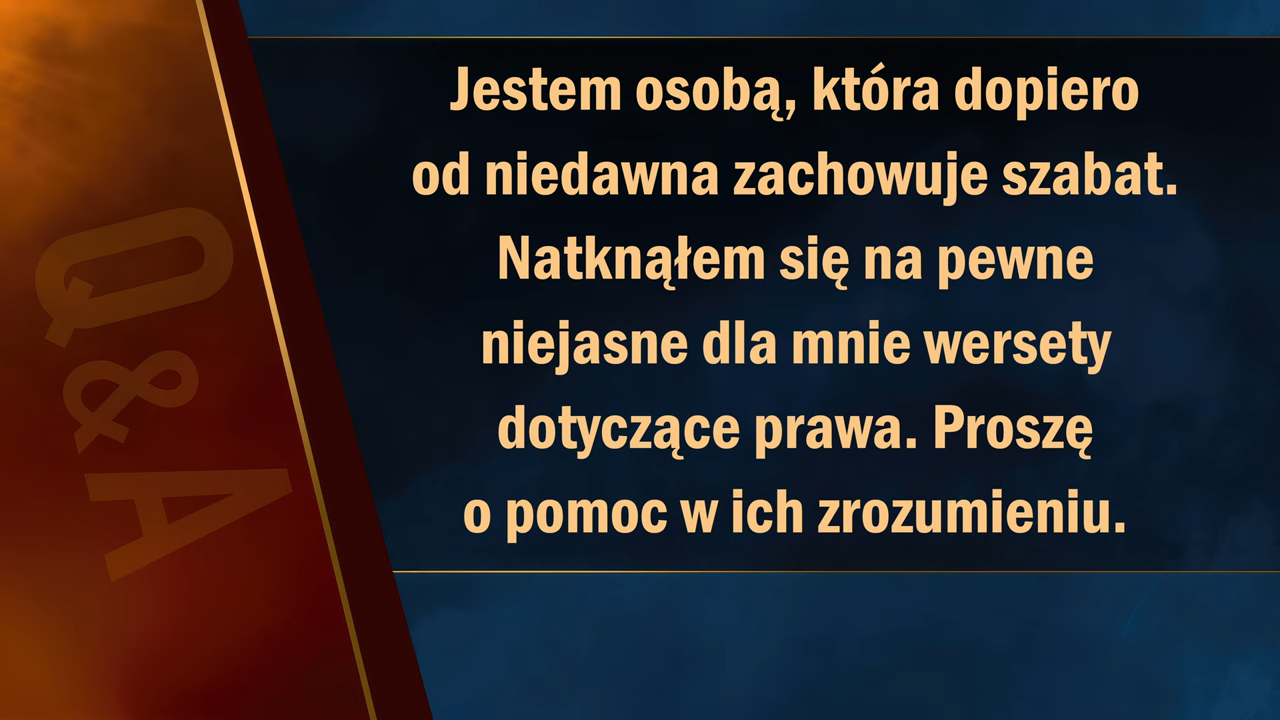 Jestem osobą, która dopiero
od niedawna zachowuje szabat.
Natknąłem się na pewne
niejasne dla mnie wersety
dotyczące prawa. Proszę
o pomoc w ich zrozumieniu.
Q&A